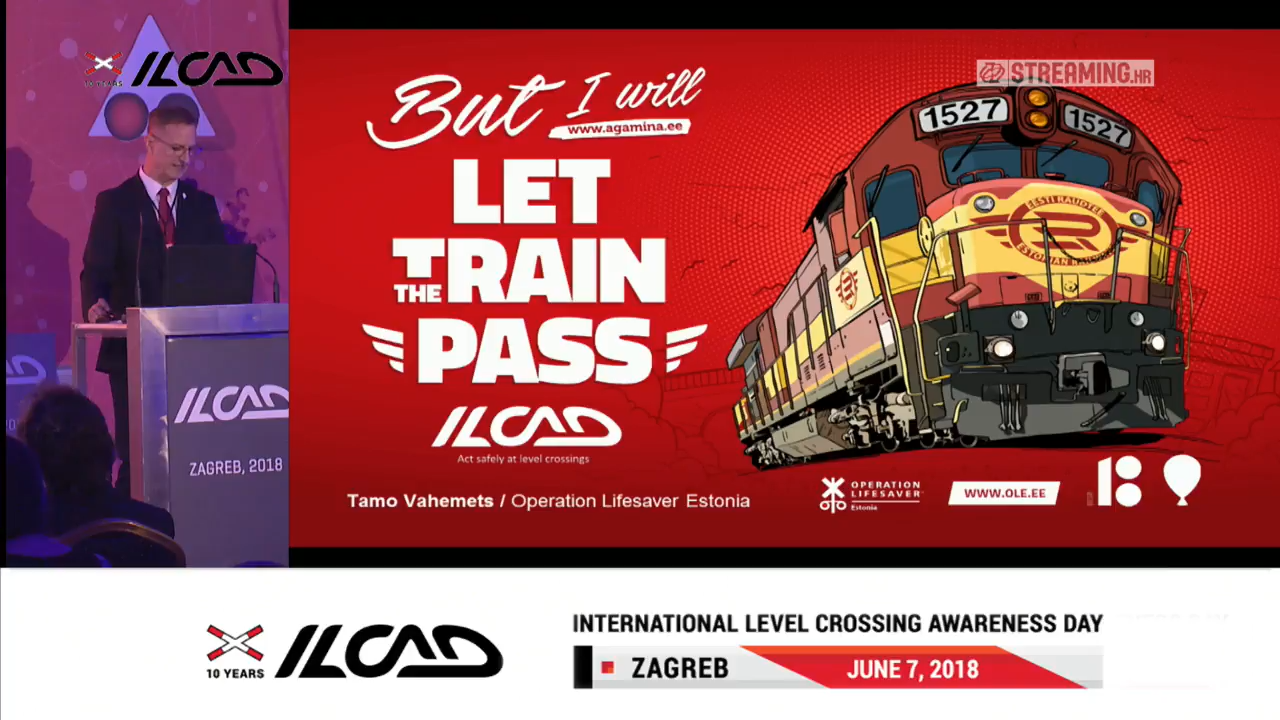 10 YEARS
ILCAD
ILCAD
ZAGREB, 2018
STREAMING.HR
But I will
www.agamina.ee
LET
THE TRAIN
PASS
ILCAD
Act safely at level crossings
Tamo Vahemets / Operation Lifesaver Estonia
1527
1527
EESTI RAUDTEE
OPERATION
LIFESAVER
Estonia
WWW.OLE.EE
10 YEARS
ILCAD
INTERNATIONAL LEVEL CROSSING AWARENESS DAY
ZAGREB
JUNE 7, 2018